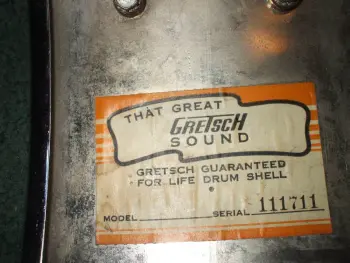 THAT GREAT
GRETSCH
SOUND
GRETSCH GUARANTEED
FOR LIFE DRUM SHELL
MODEL SERIAL 111711